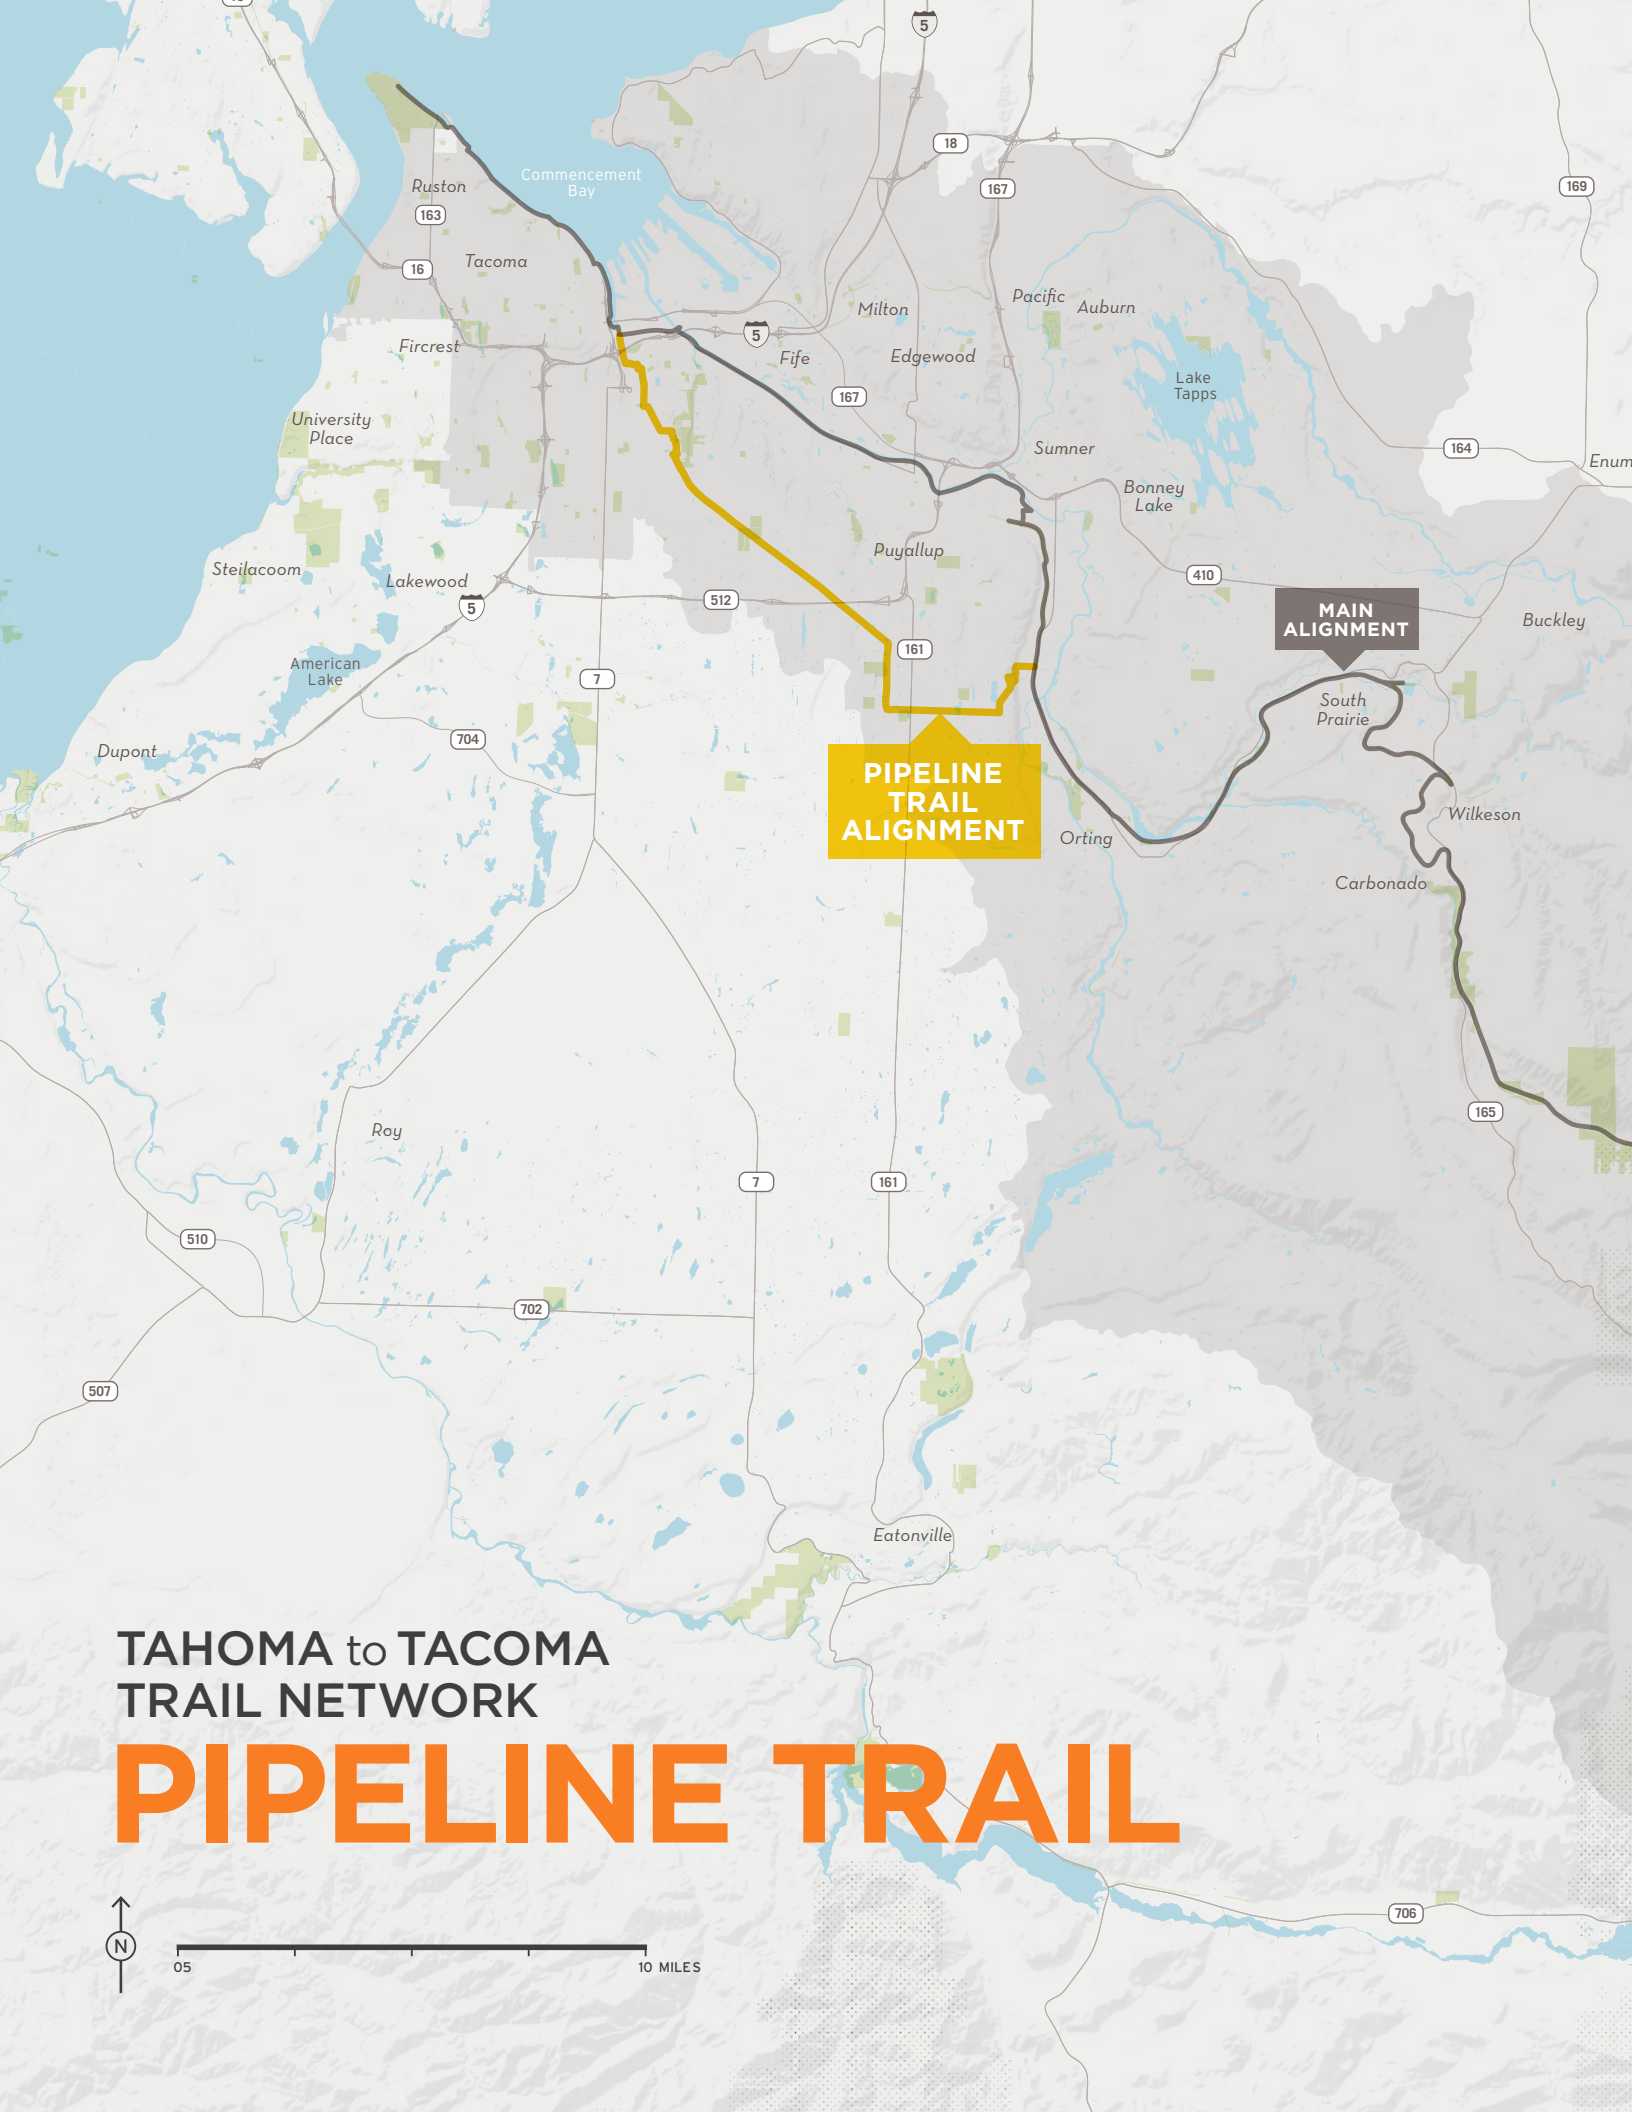 5
18
167
169
Commencement
Bay
Ruston
163
16
Tacoma
Pacific
Auburn
Milton
5
Fife
Edgewood
Fircrest
167
Lake
Tapps
University
Place
Sumner
164
Enum
Bonney
Lake
Puyallup
Steilacoom
Lakewood
5
512
410
MAIN
ALIGNMENT
Buckley
American
Lake
161
7
South
Prairie
704
Dupont
PIPELINE
TRAIL
ALIGNMENT
Orting
Wilkeson
Carbonado
165
Roy
7
161
510
702
507
Eatonville
TAHOMA to TACOMA
TRAIL NETWORK
PIPELINE TRAIL
706
N
05
10 MILES